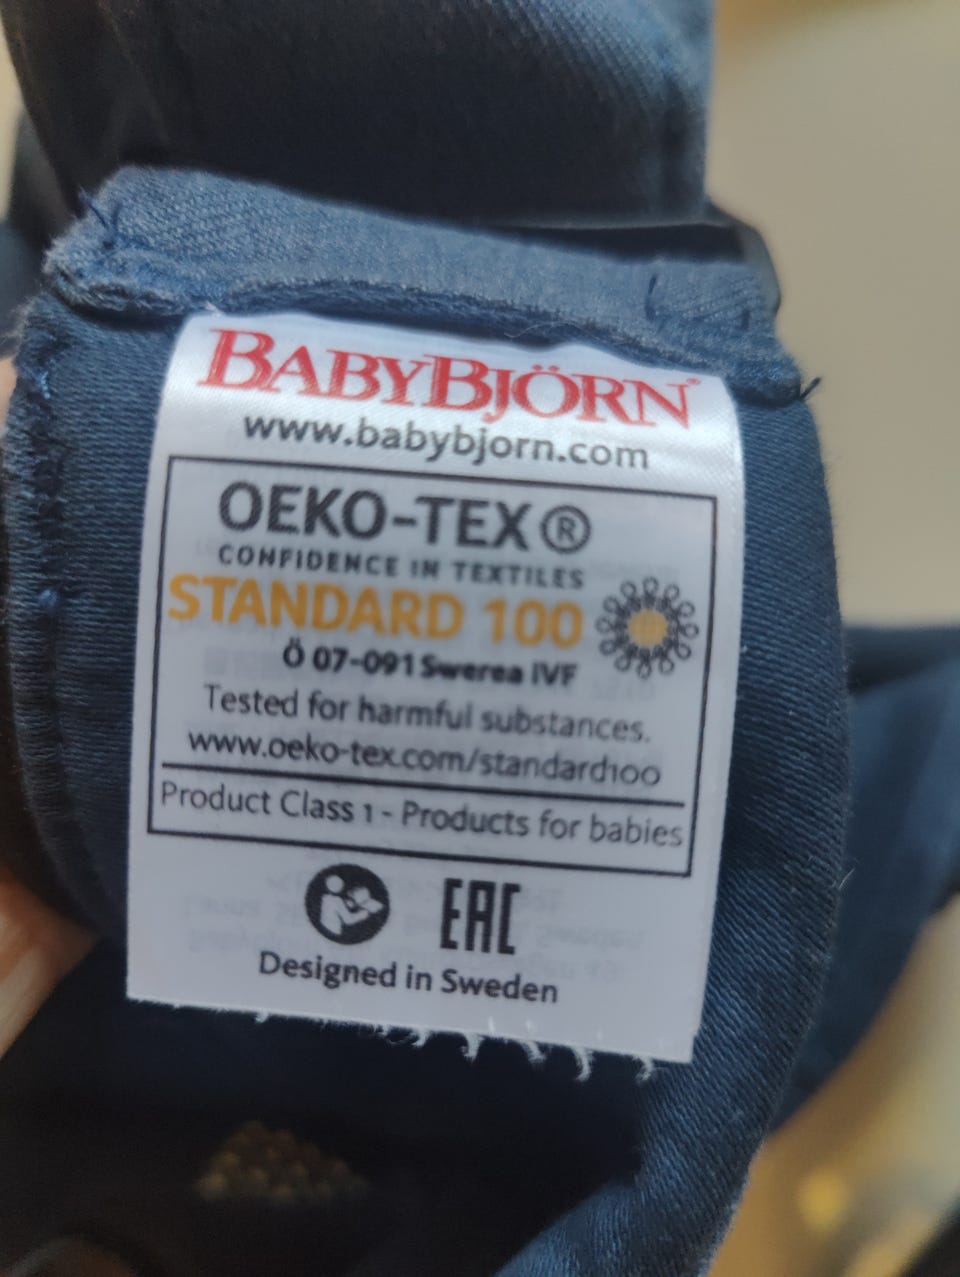 BABYBJÖRN®
www.babybjorn.com
OEKO-TEX®
CONFIDENCE IN TEXTILES
STANDARD 100
Ö 07-091 Swerea IVF
Tested for harmful substances.
www.oeko-tex.com/standard100
Product Class 1 - Products for babies
EAC
Designed in Sweden